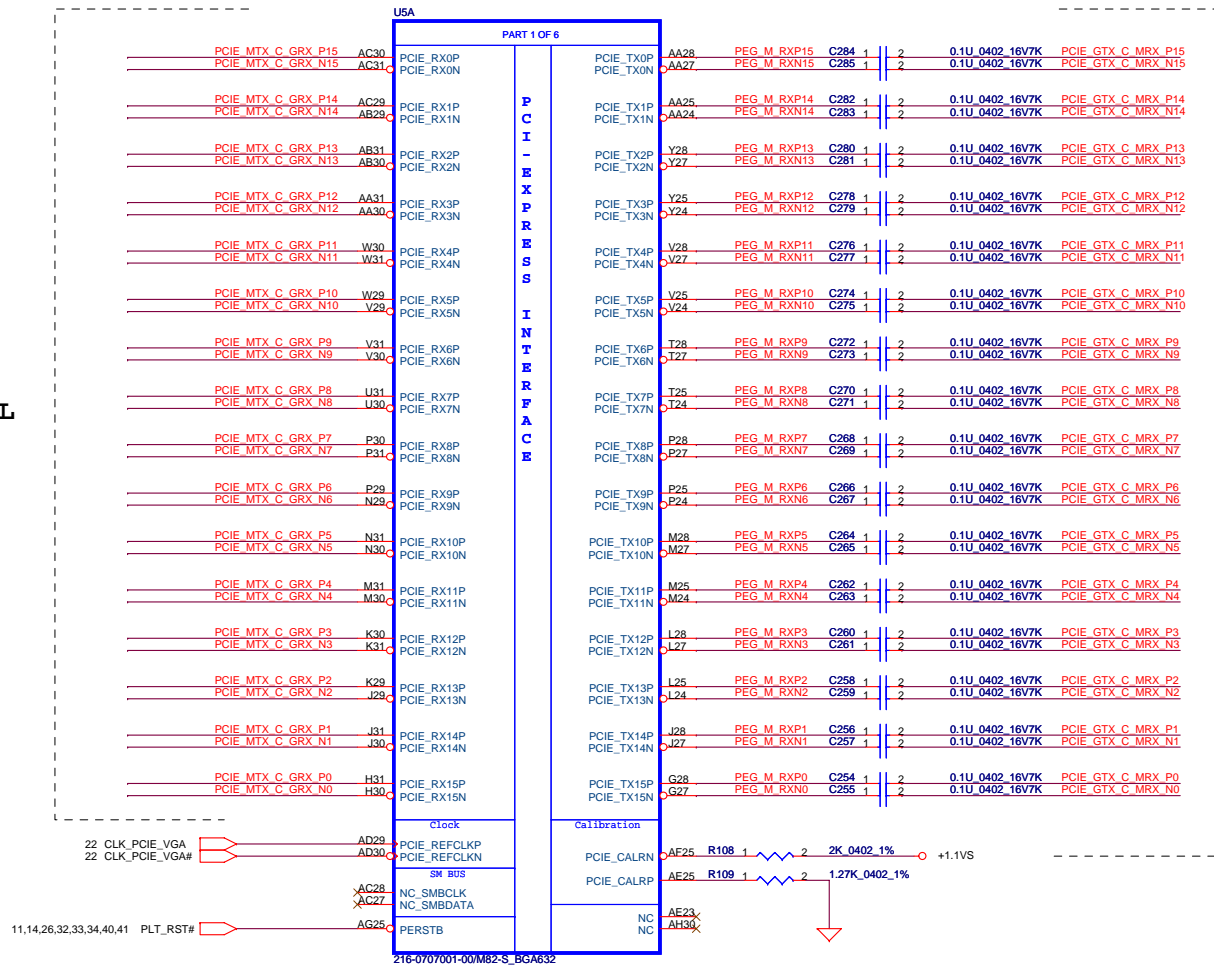 U5A
PART 1 OF 6
PCIE_MTX_C_GRX_P15 AC30 PCIE_RX0P PCIE_TX0P AA28 PEG_M_RXP15 C284 1 2 0.1U_0402_16V7K PCIE_GTX_C_MRX_P15
PCIE_MTX_C_GRX_N15 AC31 PCIE_RX0N PCIE_TX0N AA27 PEG_M_RXN15 C285 1 2 0.1U_0402_16V7K PCIE_GTX_C_MRX_N15
PCIE_MTX_C_GRX_P14 AC29 PCIE_RX1P PCIE_TX1P AA25 PEG_M_RXP14 C282 1 2 0.1U_0402_16V7K PCIE_GTX_C_MRX_P14
PCIE_MTX_C_GRX_N14 AB29 PCIE_RX1N PCIE_TX1N AA24 PEG_M_RXN14 C283 1 2 0.1U_0402_16V7K PCIE_GTX_C_MRX_N14
PCIE_MTX_C_GRX_P13 AB31 PCIE_RX2P PCIE_TX2P Y28 PEG_M_RXP13 C280 1 2 0.1U_0402_16V7K PCIE_GTX_C_MRX_P13
PCIE_MTX_C_GRX_N13 AB30 PCIE_RX2N PCIE_TX2N Y27 PEG_M_RXN13 C281 1 2 0.1U_0402_16V7K PCIE_GTX_C_MRX_N13
PCIE_MTX_C_GRX_P12 AA31 PCIE_RX3P PCIE_TX3P Y25 PEG_M_RXP12 C278 1 2 0.1U_0402_16V7K PCIE_GTX_C_MRX_P12
PCIE_MTX_C_GRX_N12 AA30 PCIE_RX3N PCIE_TX3N Y24 PEG_M_RXN12 C279 1 2 0.1U_0402_16V7K PCIE_GTX_C_MRX_N12
PCIE_MTX_C_GRX_P11 W30 PCIE_RX4P PCIE_TX4P V28 PEG_M_RXP11 C276 1 2 0.1U_0402_16V7K PCIE_GTX_C_MRX_P11
PCIE_MTX_C_GRX_N11 W31 PCIE_RX4N PCIE_TX4N V27 PEG_M_RXN11 C277 1 2 0.1U_0402_16V7K PCIE_GTX_C_MRX_N11
PCIE_MTX_C_GRX_P10 W29 PCIE_RX5P PCIE_TX5P V25 PEG_M_RXP10 C274 1 2 0.1U_0402_16V7K PCIE_GTX_C_MRX_P10
PCIE_MTX_C_GRX_N10 V29 PCIE_RX5N PCIE_TX5N V24 PEG_M_RXN10 C275 1 2 0.1U_0402_16V7K PCIE_GTX_C_MRX_N10
PCIE_MTX_C_GRX_P9 V31 PCIE_RX6P PCIE_TX6P T28 PEG_M_RXP9 C272 1 2 0.1U_0402_16V7K PCIE_GTX_C_MRX_P9
PCIE_MTX_C_GRX_N9 V30 PCIE_RX6N PCIE_TX6N T27 PEG_M_RXN9 C273 1 2 0.1U_0402_16V7K PCIE_GTX_C_MRX_N9
PCIE_MTX_C_GRX_P8 U31 PCIE_RX7P PCIE_TX7P T25 PEG_M_RXP8 C270 1 2 0.1U_0402_16V7K PCIE_GTX_C_MRX_P8
PCIE_MTX_C_GRX_N8 U30 PCIE_RX7N PCIE_TX7N T24 PEG_M_RXN8 C271 1 2 0.1U_0402_16V7K PCIE_GTX_C_MRX_N8
L
PCIE_MTX_C_GRX_P7 P30 PCIE_RX8P PCIE_TX8P P28 PEG_M_RXP7 C268 1 2 0.1U_0402_16V7K PCIE_GTX_C_MRX_P7
PCIE_MTX_C_GRX_N7 P31 PCIE_RX8N PCIE_TX8N P27 PEG_M_RXN7 C269 1 2 0.1U_0402_16V7K PCIE_GTX_C_MRX_N7
PCIE_MTX_C_GRX_P6 P29 PCIE_RX9P PCIE_TX9P P25 PEG_M_RXP6 C266 1 2 0.1U_0402_16V7K PCIE_GTX_C_MRX_P6
PCIE_MTX_C_GRX_N6 N29 PCIE_RX9N PCIE_TX9N P24 PEG_M_RXN6 C267 1 2 0.1U_0402_16V7K PCIE_GTX_C_MRX_N6
PCIE_MTX_C_GRX_P5 N31 PCIE_RX10P PCIE_TX10P M28 PEG_M_RXP5 C264 1 2 0.1U_0402_16V7K PCIE_GTX_C_MRX_P5
PCIE_MTX_C_GRX_N5 N30 PCIE_RX10N PCIE_TX10N M27 PEG_M_RXN5 C265 1 2 0.1U_0402_16V7K PCIE_GTX_C_MRX_N5
PCIE_MTX_C_GRX_P4 M31 PCIE_RX11P PCIE_TX11P M25 PEG_M_RXP4 C262 1 2 0.1U_0402_16V7K PCIE_GTX_C_MRX_P4
PCIE_MTX_C_GRX_N4 M30 PCIE_RX11N PCIE_TX11N M24 PEG_M_RXN4 C263 1 2 0.1U_0402_16V7K PCIE_GTX_C_MRX_N4
PCIE_MTX_C_GRX_P3 K30 PCIE_RX12P PCIE_TX12P L28 PEG_M_RXP3 C260 1 2 0.1U_0402_16V7K PCIE_GTX_C_MRX_P3
PCIE_MTX_C_GRX_N3 K31 PCIE_RX12N PCIE_TX12N L27 PEG_M_RXN3 C261 1 2 0.1U_0402_16V7K PCIE_GTX_C_MRX_N3
PCIE_MTX_C_GRX_P2 K29 PCIE_RX13P PCIE_TX13P L25 PEG_M_RXP2 C258 1 2 0.1U_0402_16V7K PCIE_GTX_C_MRX_P2
PCIE_MTX_C_GRX_N2 J29 PCIE_RX13N PCIE_TX13N L24 PEG_M_RXN2 C259 1 2 0.1U_0402_16V7K PCIE_GTX_C_MRX_N2
PCIE_MTX_C_GRX_P1 J31 PCIE_RX14P PCIE_TX14P J28 PEG_M_RXP1 C256 1 2 0.1U_0402_16V7K PCIE_GTX_C_MRX_P1
PCIE_MTX_C_GRX_N1 J30 PCIE_RX14N PCIE_TX14N J27 PEG_M_RXN1 C257 1 2 0.1U_0402_16V7K PCIE_GTX_C_MRX_N1
PCIE_MTX_C_GRX_P0 H31 PCIE_RX15P PCIE_TX15P G28 PEG_M_RXP0 C254 1 2 0.1U_0402_16V7K PCIE_GTX_C_MRX_P0
PCIE_MTX_C_GRX_N0 H30 PCIE_RX15N PCIE_TX15N G27 PEG_M_RXN0 C255 1 2 0.1U_0402_16V7K PCIE_GTX_C_MRX_N0
PCI-EXPRESS INTERFACE
Clock Calibration
22 CLK_PCIE_VGA AD29 PCIE_REFCLKP
22 CLK_PCIE_VGA# AD30 PCIE_REFCLKN PCIE_CALRN AF25 R108 1 2 2K_0402_1% +1.1VS
SM BUS PCIE_CALRP AE25 R109 1 2 1.27K_0402_1%
AC28 NC_SMBCLK
AC27 NC_SMBDATA
NC AE23
11,14,26,32,33,34,40,41 PLT_RST# AG25 PERSTB NC AH30
216-0707001-00/M82-S_BGA632